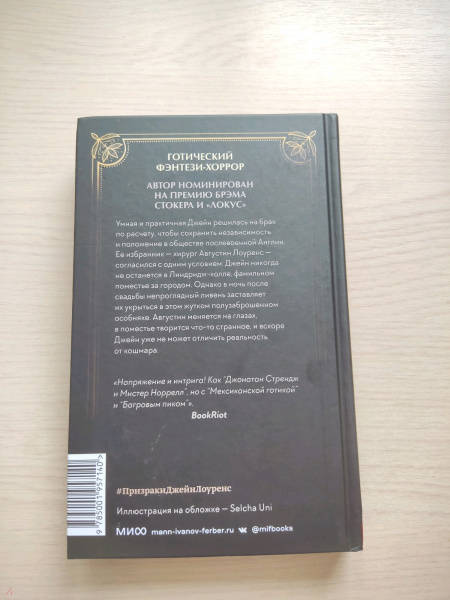 ГОТИЧЕСКИЙ
ФЭНТЕЗИ-ХОРРОР
АВТОР НОМИНИРОВАН
НА ПРЕМИЮ БРЭМА
СТОКЕРА И «ЛОКУС»
Умная и практичная Джейн решилась на брак
по расчету, чтобы сохранить независимость
и положение в обществе послевоенной Англии.
Ее избранник — хирург Августин Лоуренс —
согласился с одним условием: Джейн никогда
не останется в Линдридж-холле, фамильном
поместье за городом. Однако в ночь после
свадьбы непроглядный ливень заставляет
их укрыться в этом жутком полузаброшенном
особняке. Августин меняется на глазах,
в поместье творится что-то странное, и вскоре
Джейн уже не может отличить реальность
от кошмара.
«Напряжение и интрига! Как "Джонатан Стрендж
и Мистер Норрелл", но с "Мексиканской готикой"
и "Багровым пиком"».
BookRiot
#ПризракиДжейнЛоуренс
Иллюстрация на обложке — Selcha Uni
МИФ mann-ivanov-ferber.ru @mifbooks
9 785001 957140